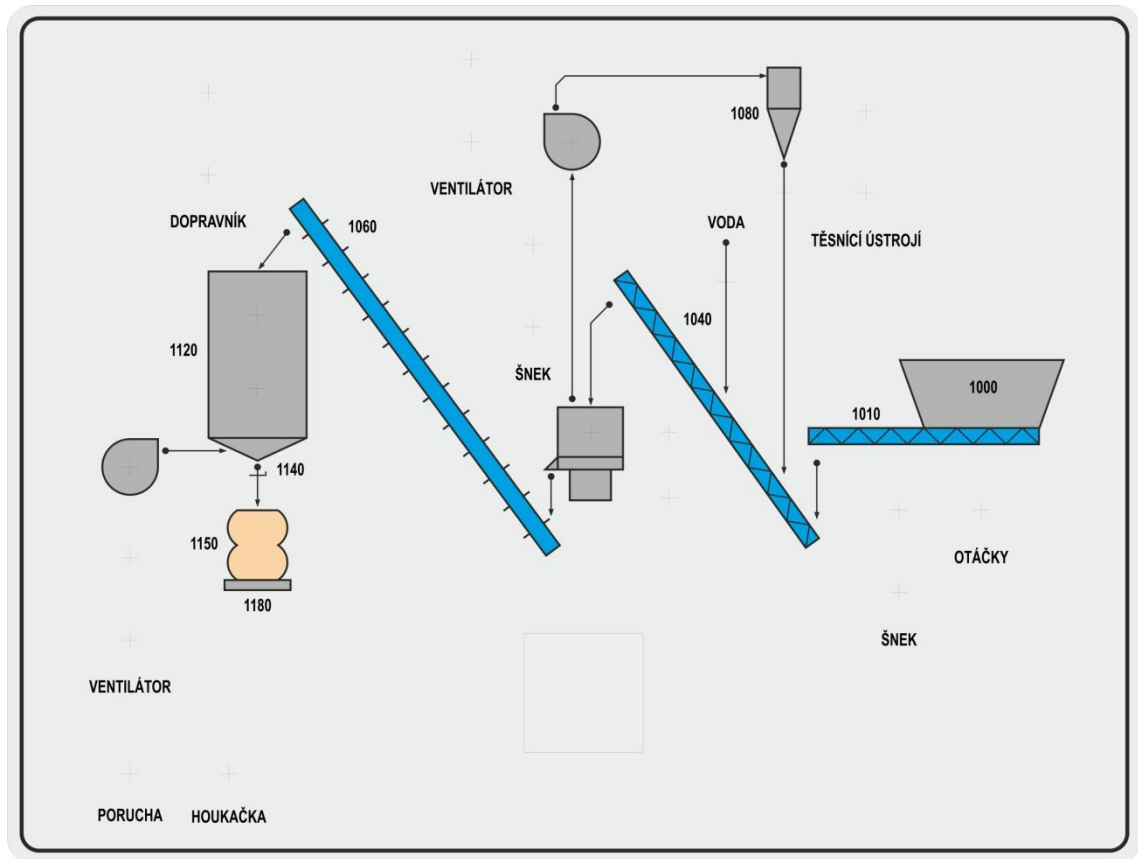 1080
VENTILÁTOR
DOPRAVNÍK
1060
VODA
TĚSNÍCÍ ÚSTROJÍ
1040
1120
ŠNEK
1000
1010
1140
1150
OTÁČKY
1180
ŠNEK
VENTILÁTOR
PORUCHA
HOUKAČKA